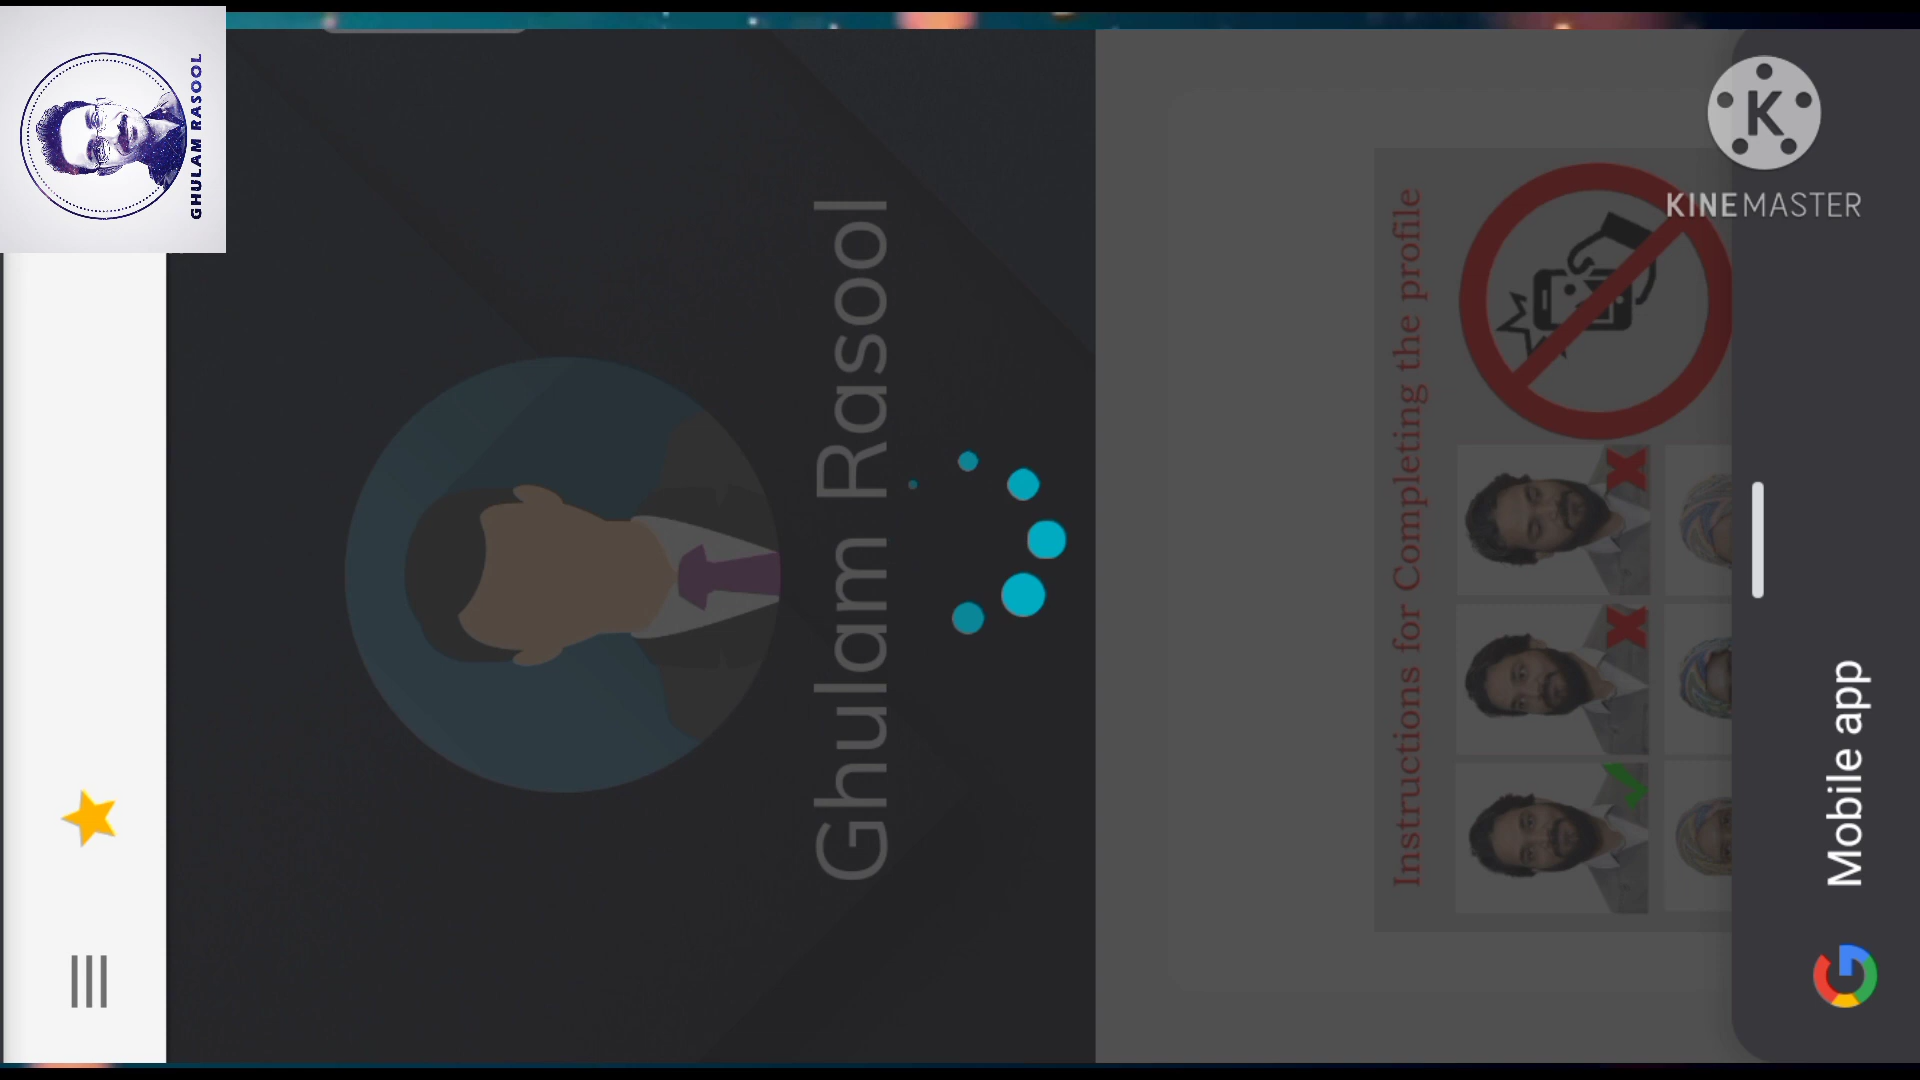 GHULAM RASOOL
Ghulam Rasool
Instructions for Completing the profile
K
KINEMASTER
Mobile app